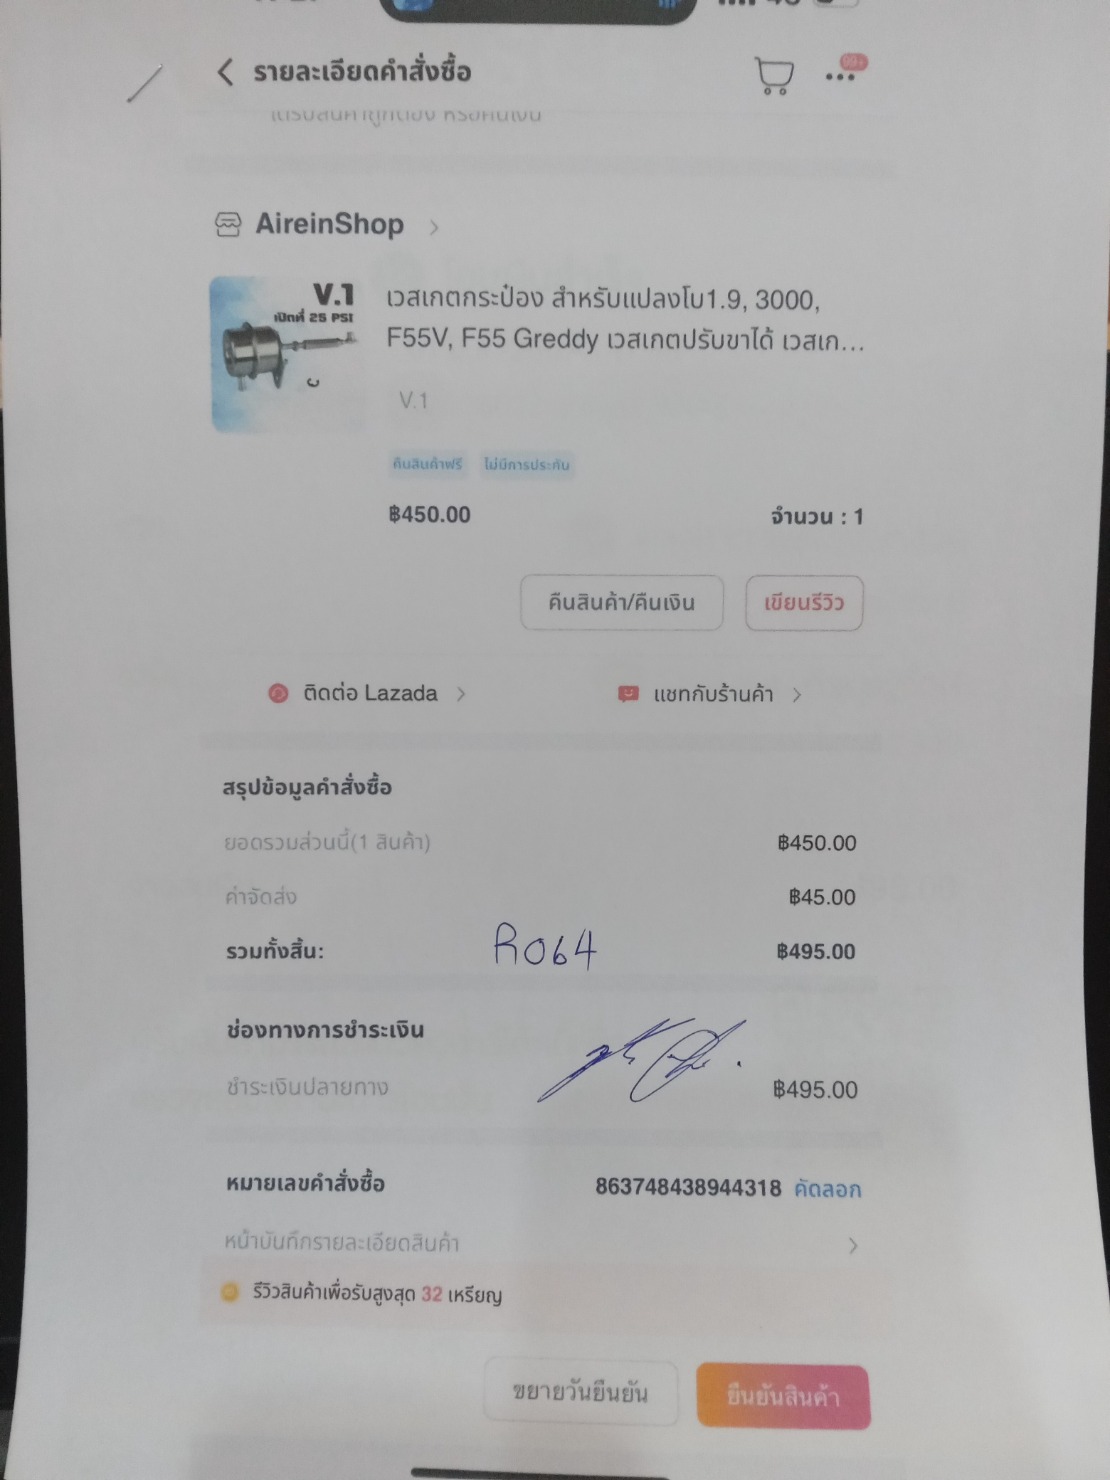 รายละเอียดคำสั่งซื้อ
99+
AireinShop
V.1
เปิดที่ 25 PSI
เวสเกตกระป๋อง สำหรับแปลงโบ1.9, 3000,
F55V, F55 Greddy เวสเกตปรับขาได้ เวสเก...
V.1
คืนสินค้าฟรี ไม่มีการประกัน
฿450.00 จำนวน : 1
คืนสินค้า/คืนเงิน เขียนรีวิว
ติดต่อ Lazada แชทกับร้านค้า
สรุปข้อมูลคำสั่งซื้อ
ยอดรวมส่วนนี้(1 สินค้า) ฿450.00
ค่าจัดส่ง ฿45.00
รวมทั้งสิ้น: R064 ฿495.00
ช่องทางการชำระเงิน
ชำระเงินปลายทาง ฿495.00
หมายเลขคำสั่งซื้อ 863748438944318 คัดลอก
หน้าบันทึกรายละเอียดสินค้า
รีวิวสินค้าเพื่อรับสูงสุด 32 เหรียญ
ขยายวันยืนยัน ยืนยันสินค้า